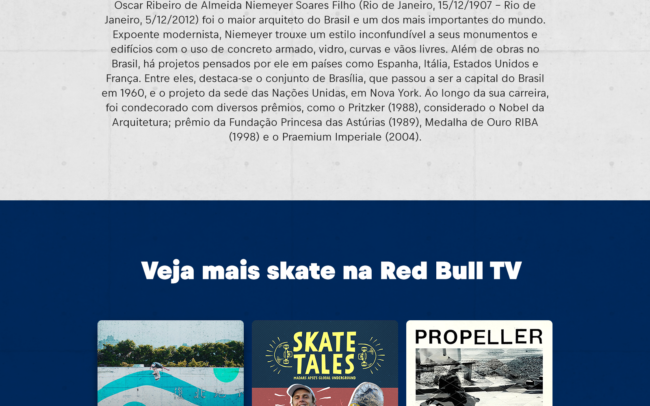 Oscar Ribeiro de Almeida Niemeyer Soares Filho (Rio de Janeiro, 15/12/1907 – Rio de
Janeiro, 5/12/2012) foi o maior arquiteto do Brasil e um dos mais importantes do mundo.
Expoente modernista, Niemeyer trouxe um estilo inconfundível a seus monumentos e
edifícios com o uso de concreto armado, vidro, curvas e vãos livres. Além de obras no
Brasil, há projetos pensados por ele em países como Espanha, Itália, Estados Unidos e
França. Entre eles, destaca-se o conjunto de Brasília, que passou a ser a capital do Brasil
em 1960, e o projeto da sede das Nações Unidas, em Nova York. Ao longo da sua carreira,
foi condecorado com diversos prêmios, como o Pritzker (1988), considerado o Nobel da
Arquitetura; prêmio da Fundação Princesa das Astúrias (1989), Medalha de Ouro RIBA
(1998) e o Praemium Imperiale (2004).
Veja mais skate na Red Bull TV
SKATE
TALES
MADARS APSE'S GLOBAL UNDERGROUND
PROPELLER